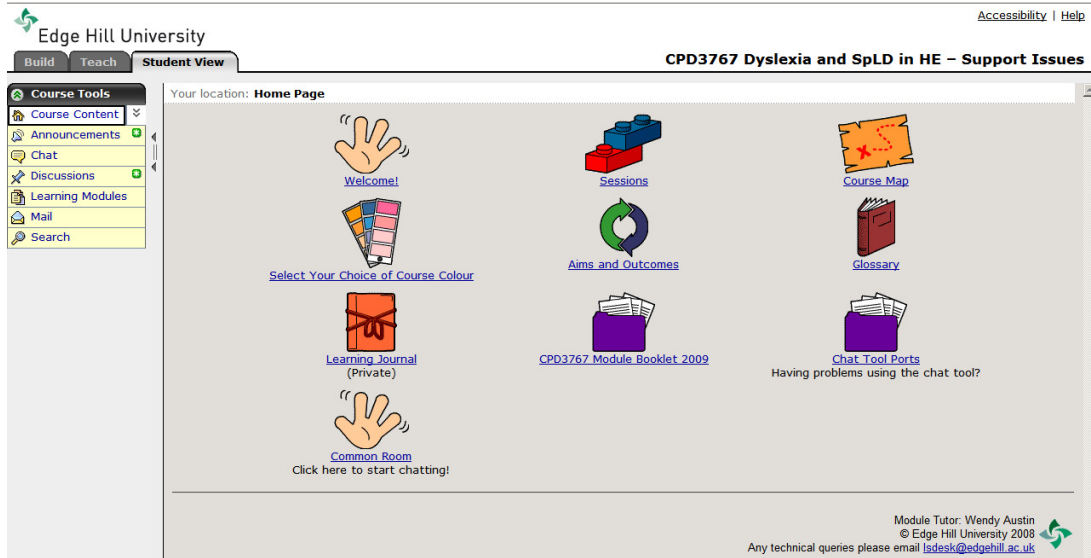 Accessibility | Help
Edge Hill University
Build Teach Student View
CPD3767 Dyslexia and SpLD in HE – Support Issues
Course Tools
Course Content
Announcements
Chat
Discussions
Learning Modules
Mail
Search
Your location: Home Page
Welcome!
Sessions
Course Map
Select Your Choice of Course Colour
Aims and Outcomes
Glossary
Learning Journal
(Private)
CPD3767 Module Booklet 2009
Chat Tool Ports
Having problems using the chat tool?
Common Room
Click here to start chatting!
Module Tutor: Wendy Austin
© Edge Hill University 2008
Any technical queries please email lsdesk@edgehill.ac.uk